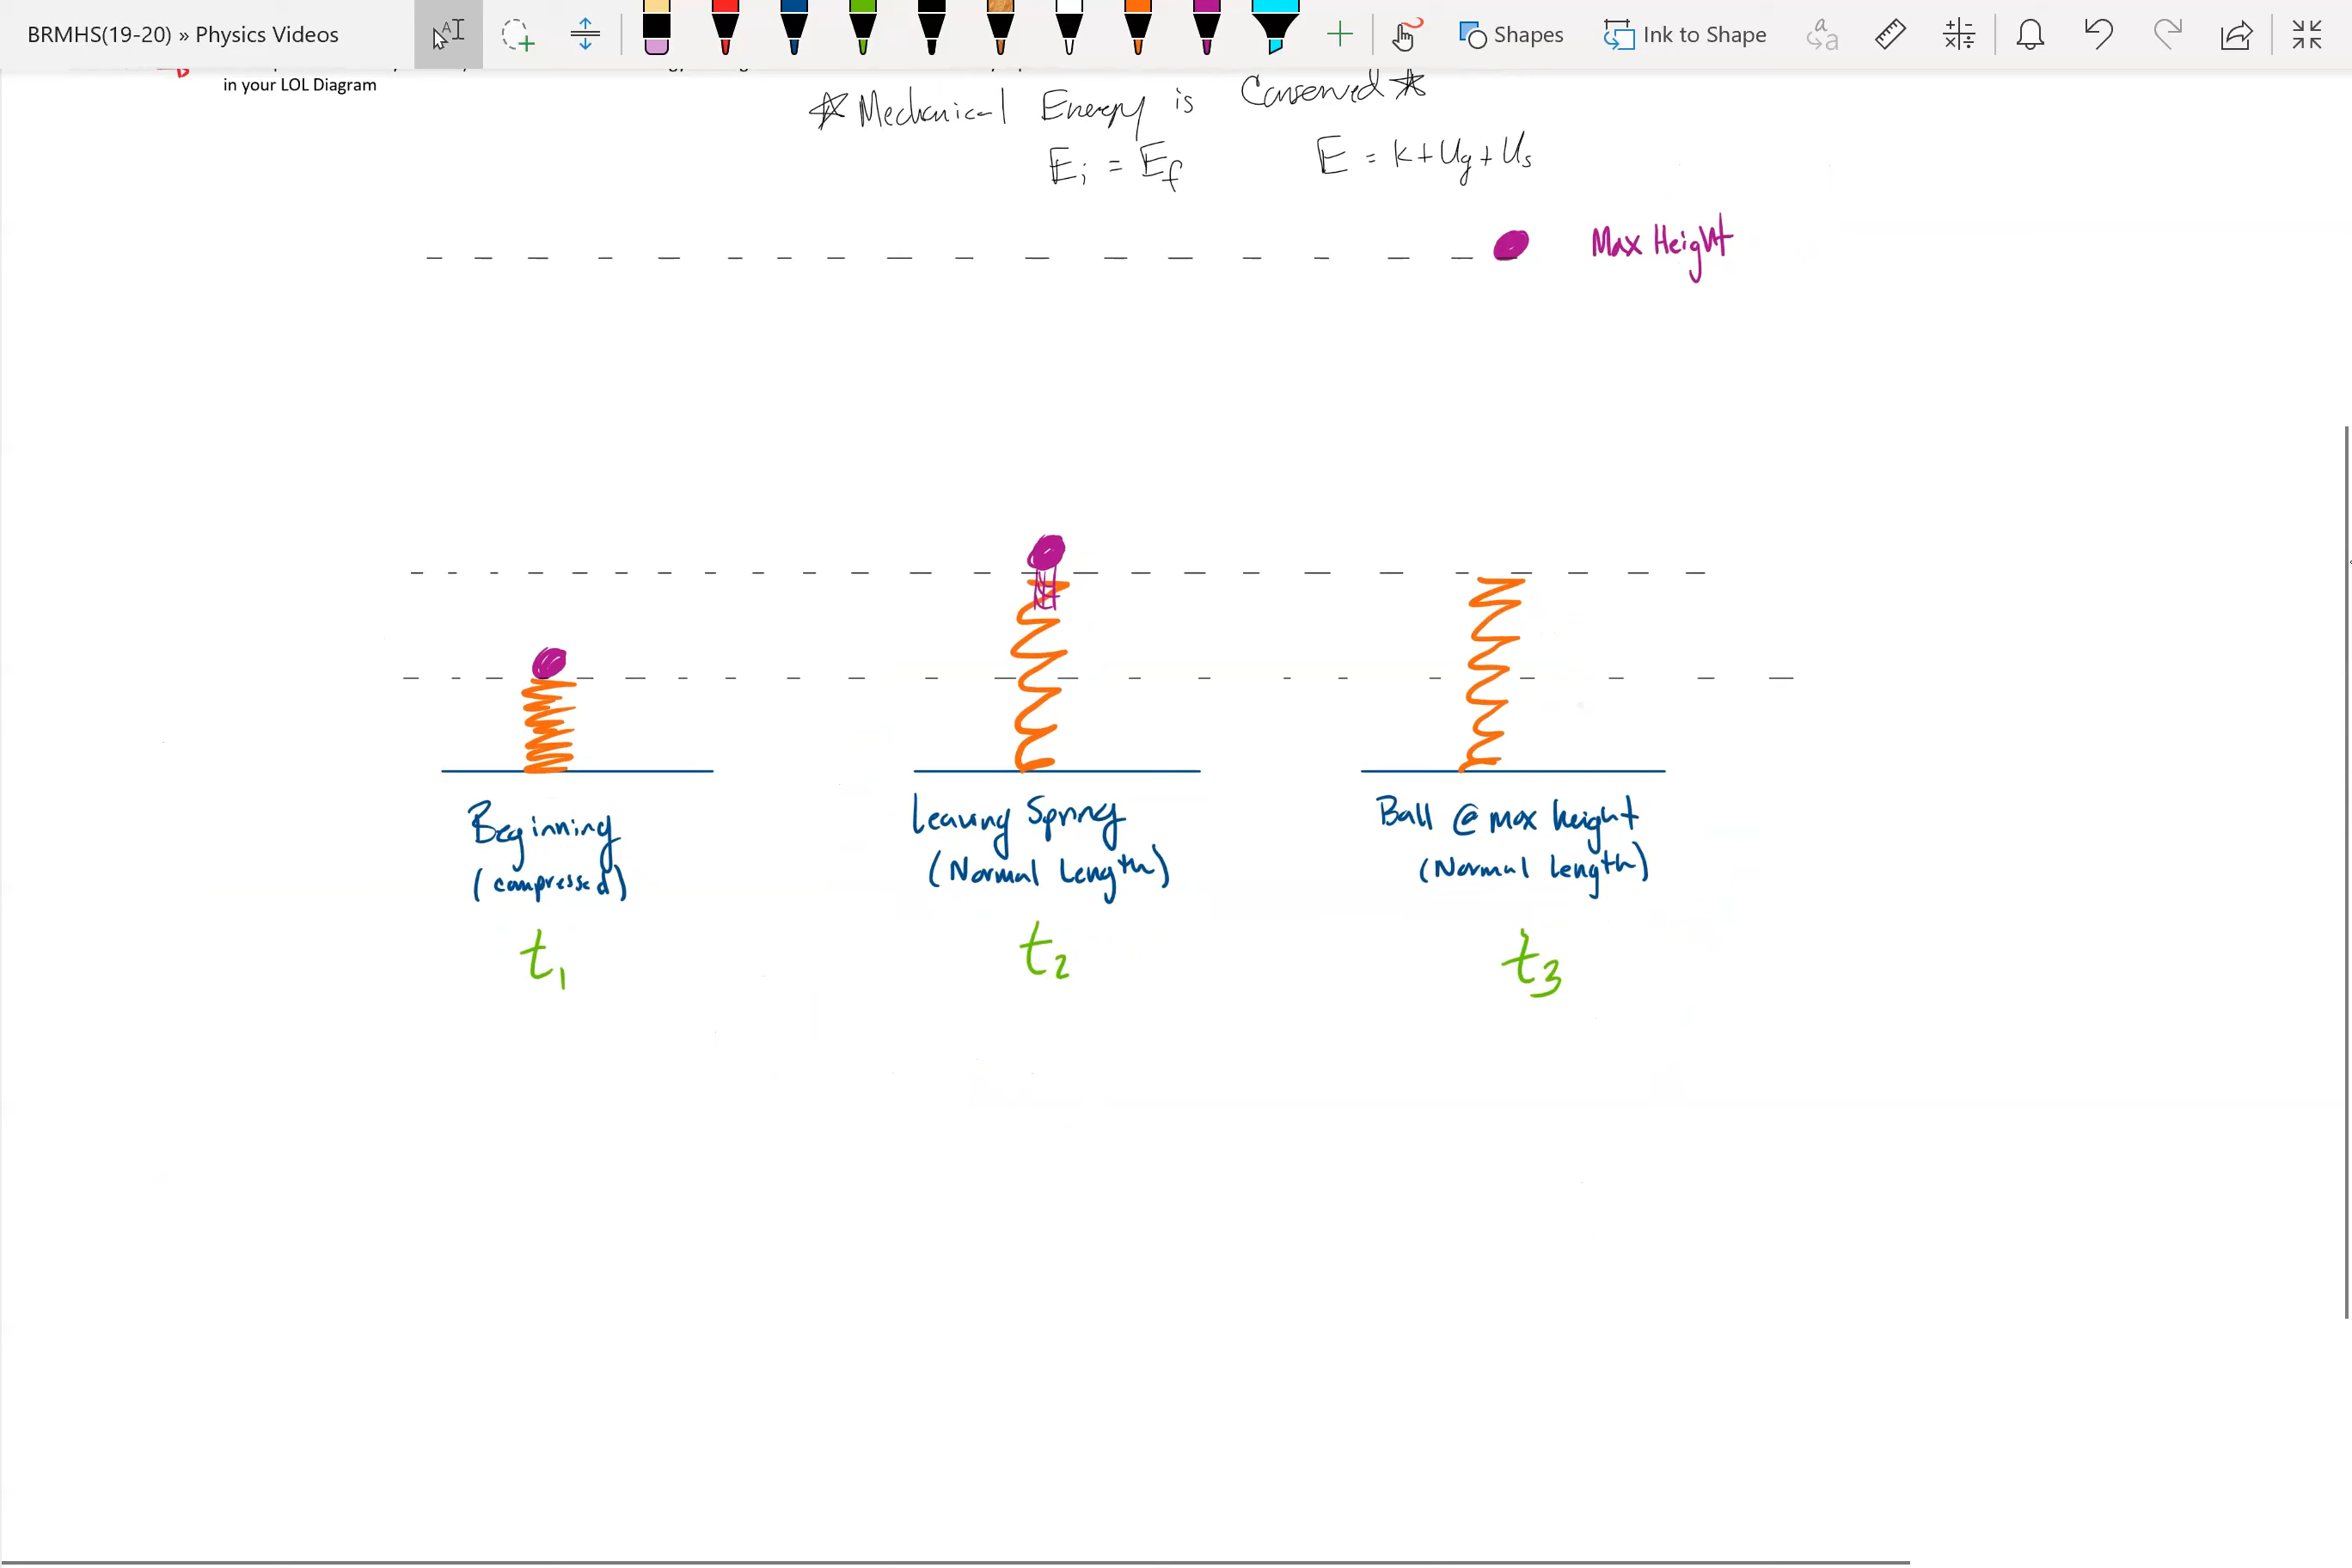 BRMHS(19-20) » Physics Videos
Shapes
Ink to Shape
in your LOL Diagram
☆ Mechanical Energy is Conserved ☆
Ei = Ef
E = K + Ug + Us
Max Height
Beginning
(compressed)
Leaving Spring
(Normal Length)
Ball @ max height
(Normal Length)
t1
t2
t3